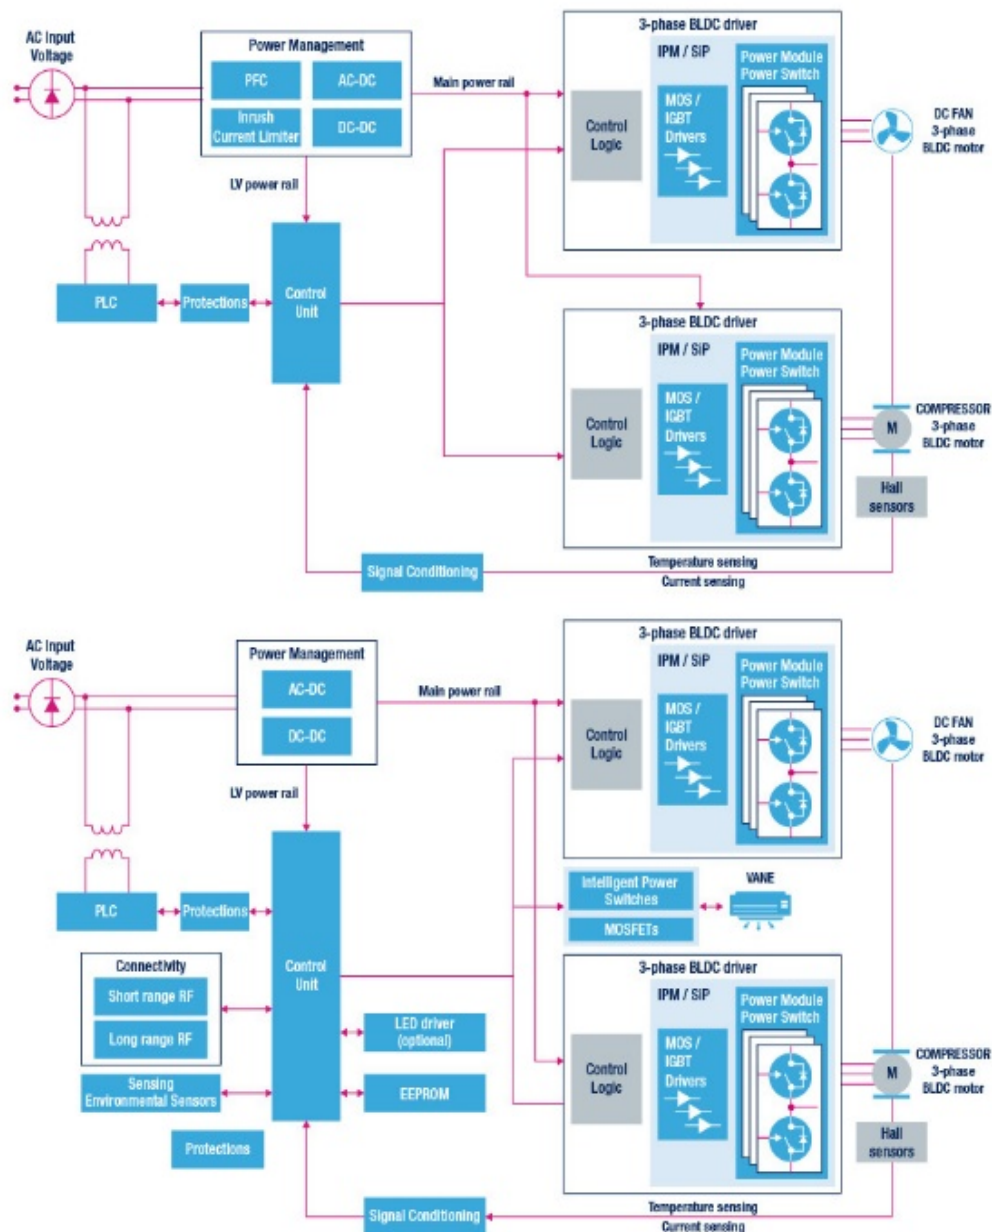 AC Input
Voltage
Power Management
PFC
AC-DC
Inrush
Current Limiter
DC-DC
Main power rail
LV power rail
PLC
Protections
Control
Unit
3-phase BLDC driver
IPM / SiP
Control
Logic
MOS /
IGBT
Drivers
Power Module
Power Switch
DC FAN
3-phase
BLDC motor
3-phase BLDC driver
IPM / SiP
Control
Logic
MOS /
IGBT
Drivers
Power Module
Power Switch
M
COMPRESSOR
3-phase
BLDC motor
Hall
sensors
Signal Conditioning
Temperature sensing
Current sensing
AC Input
Voltage
Power Management
AC-DC
DC-DC
Main power rail
LV power rail
PLC
Protections
Connectivity
Short range RF
Long range RF
Sensing
Environmental Sensors
Protections
Control
Unit
LED driver
(optional)
EEPROM
3-phase BLDC driver
IPM / SiP
Control
Logic
MOS /
IGBT
Drivers
Power Module
Power Switch
DC FAN
3-phase
BLDC motor
Intelligent Power
Switches
MOSFETs
VANE
3-phase BLDC driver
IPM / SiP
Control
Logic
MOS /
IGBT
Drivers
Power Module
Power Switch
M
COMPRESSOR
3-phase
BLDC motor
Hall
sensors
Signal Conditioning
Temperature sensing
Current sensing